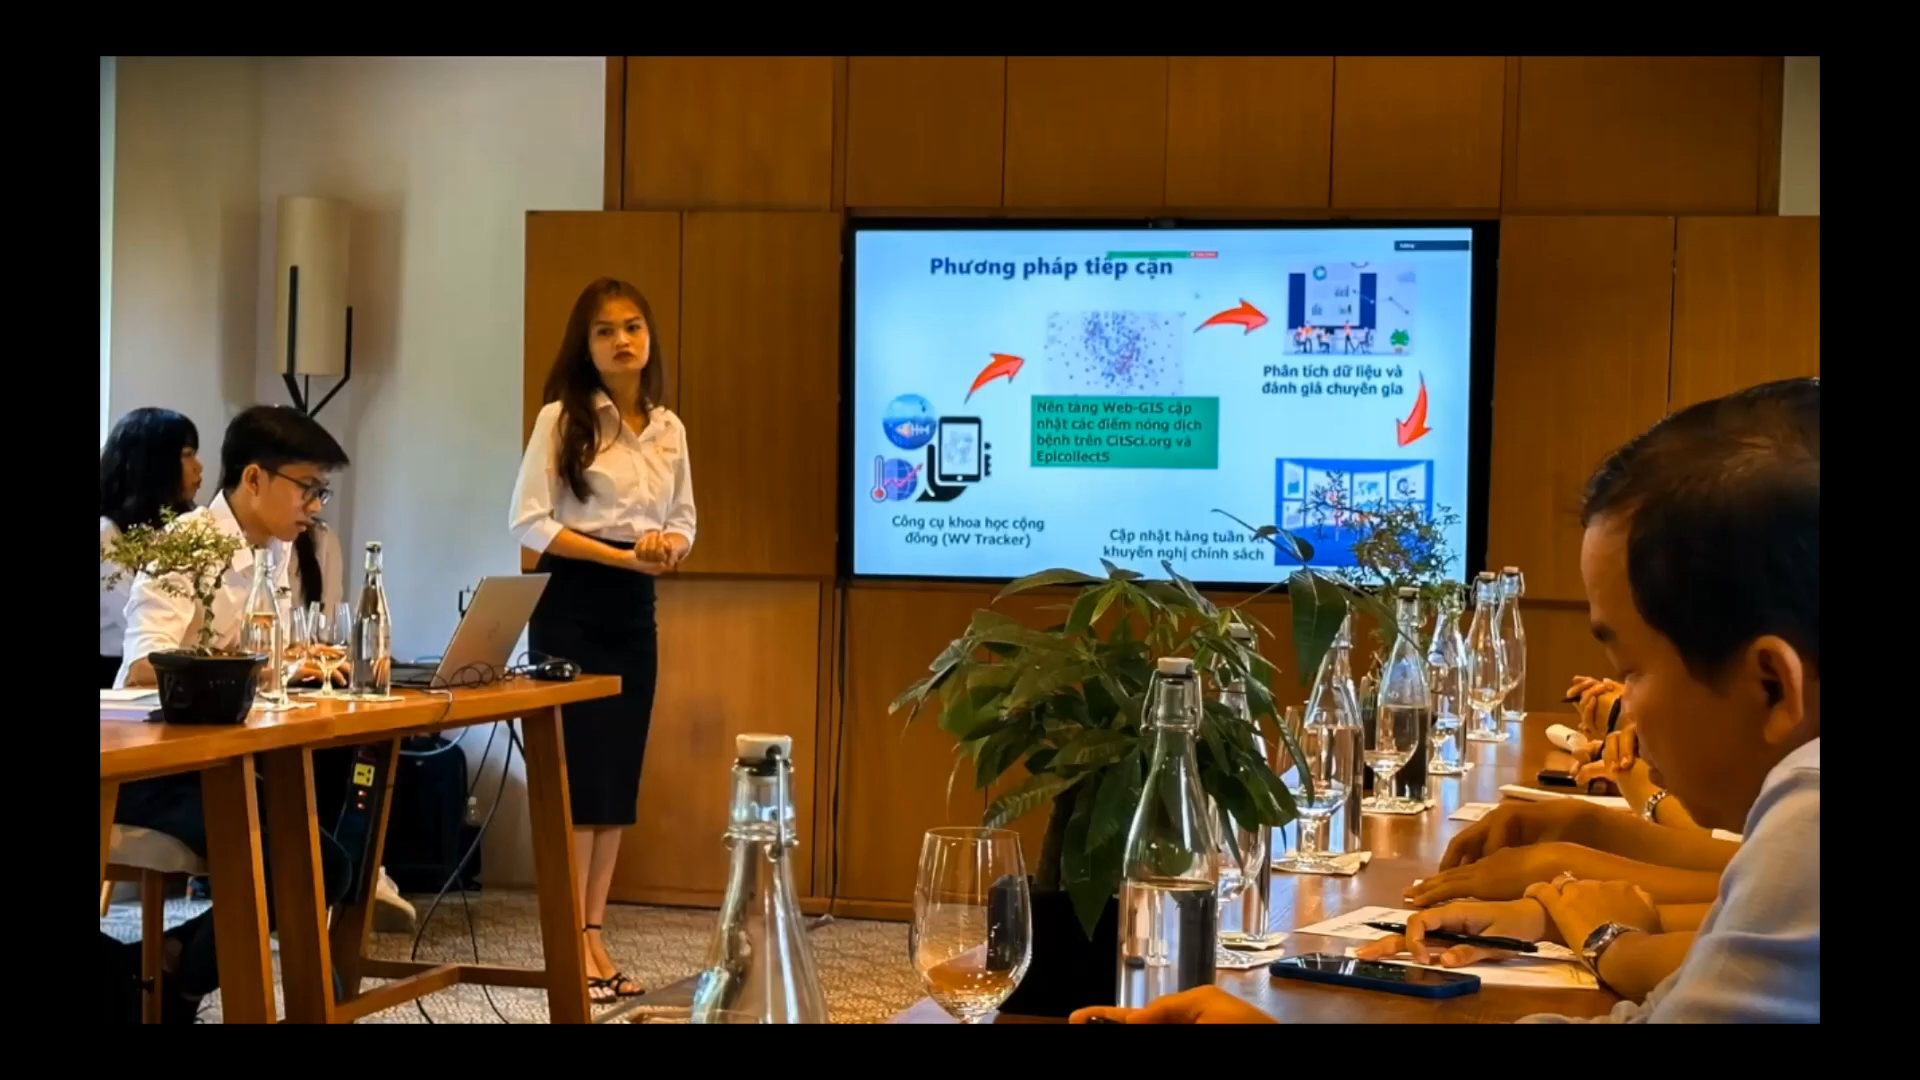 Phương pháp tiếp cận
Phân tích dữ liệu và
đánh giá chuyên gia
Nền tảng Web-GIS cập
nhật các điểm nóng dịch
bệnh trên CitSci.org và
Epicollect5
Công cụ khoa học cộng
đồng (WV Tracker)
Cập nhật hàng tuần
khuyến nghị chính sách